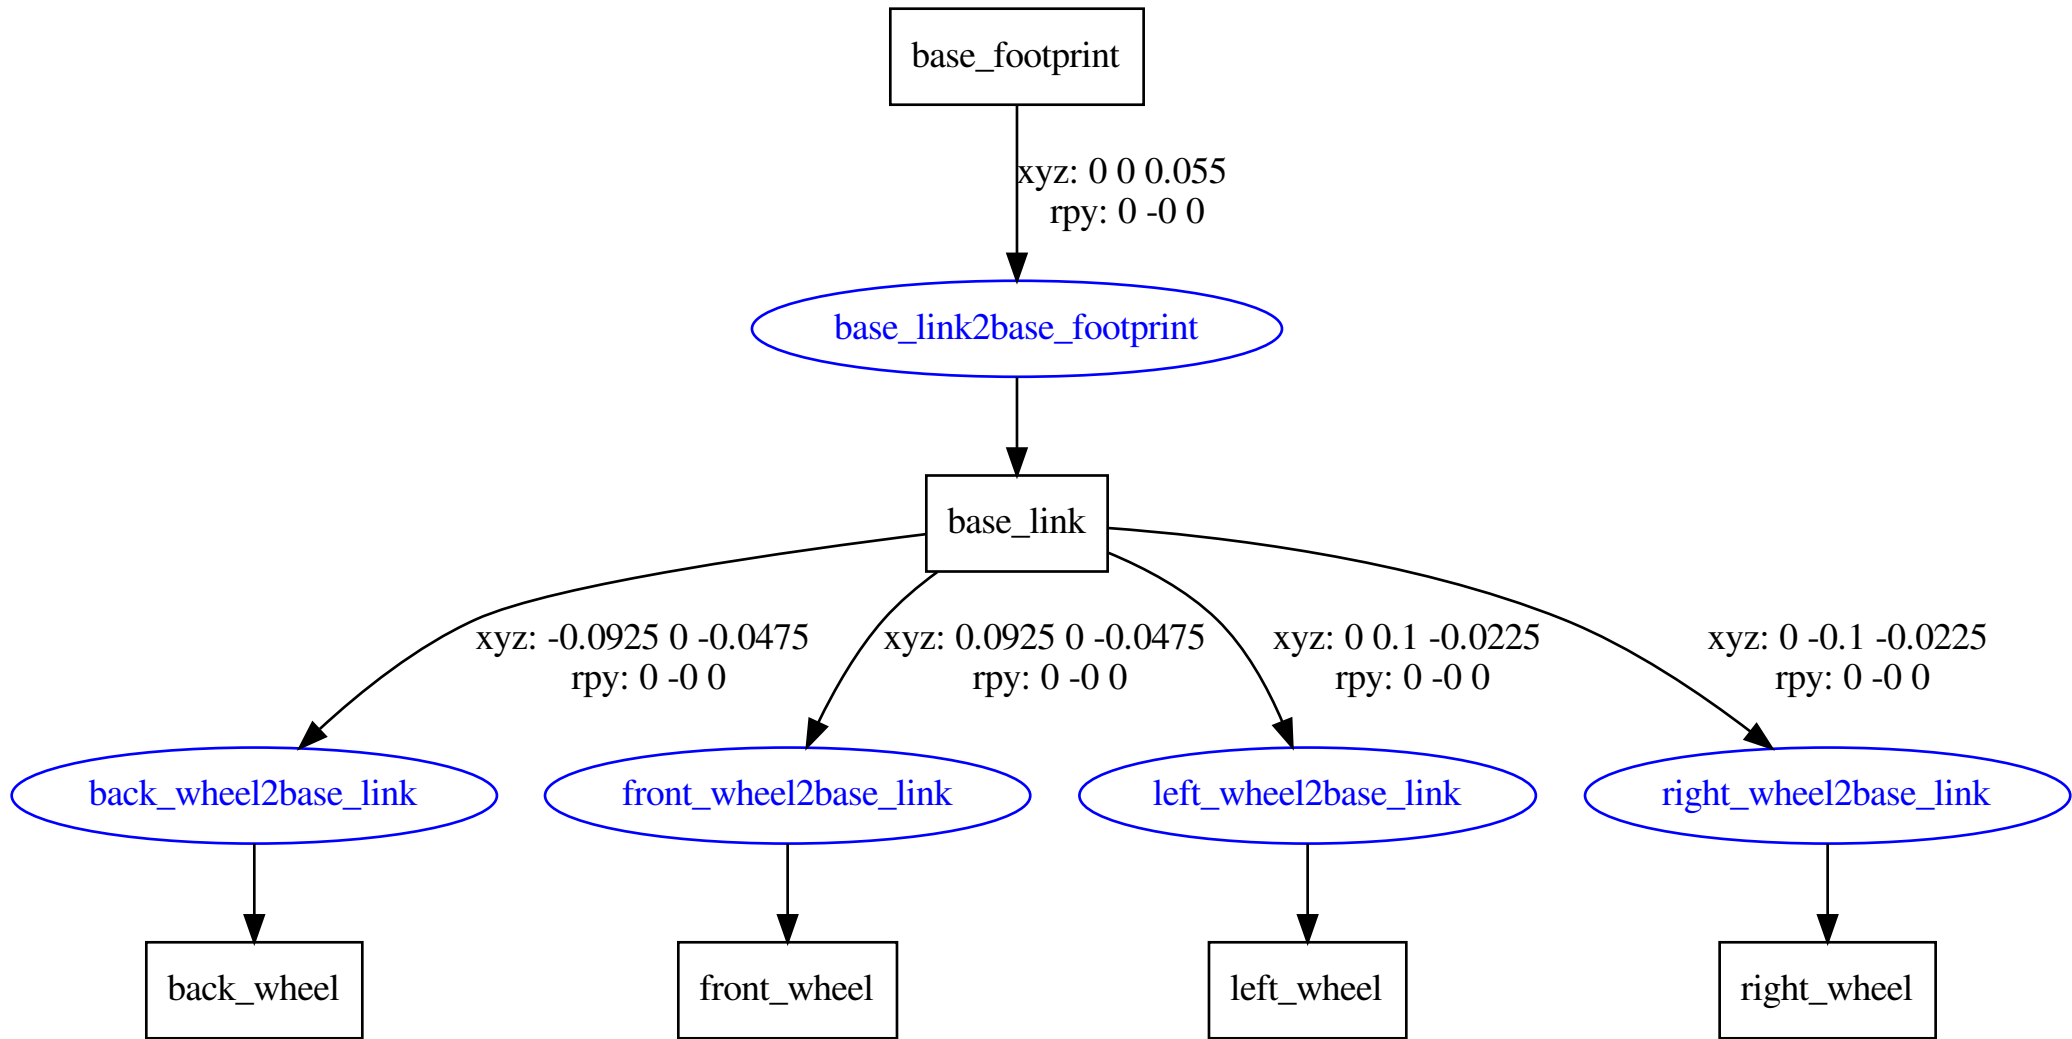 base_footprint
xyz: 0 0 0.055
rpy: 0 -0 0
base_link2base_footprint
base_link
xyz: -0.0925 0 -0.0475
rpy: 0 -0 0
xyz: 0.0925 0 -0.0475
rpy: 0 -0 0
xyz: 0 0.1 -0.0225
rpy: 0 -0 0
xyz: 0 -0.1 -0.0225
rpy: 0 -0 0
back_wheel2base_link
front_wheel2base_link
left_wheel2base_link
right_wheel2base_link
back_wheel
front_wheel
left_wheel
right_wheel